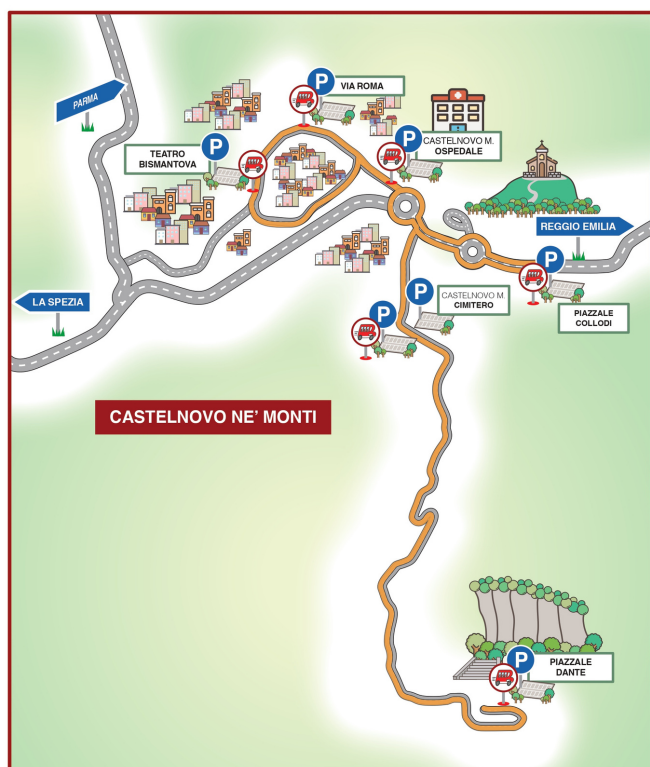 PARMA
P
VIA ROMA
P
TEATRO
BISMANTOVA
P
CASTELNOVO M.
OSPEDALE
REGGIO EMILIA
P
PIAZZALE
COLLODI
LA SPEZIA
P
CASTELNOVO M.
CIMITERO
P
CASTELNOVO NE’ MONTI
P
PIAZZALE
DANTE